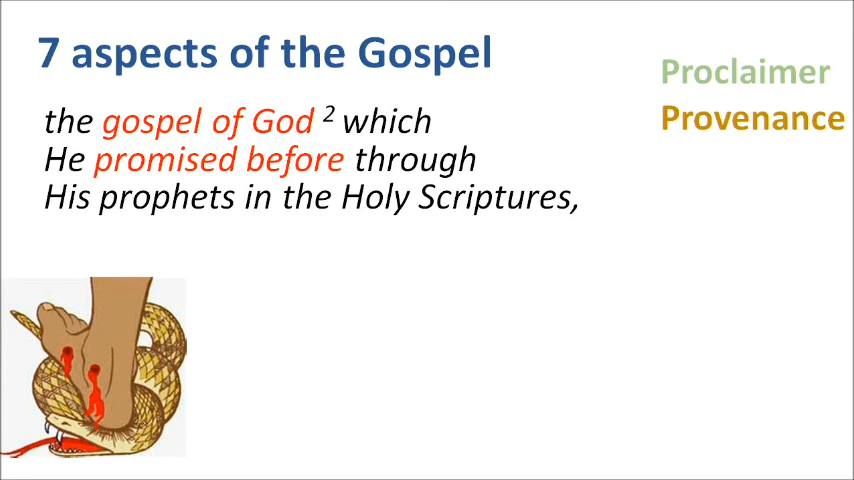 7 aspects of the Gospel
Proclaimer
Provenance
the gospel of God ² which
He promised before through
His prophets in the Holy Scriptures,